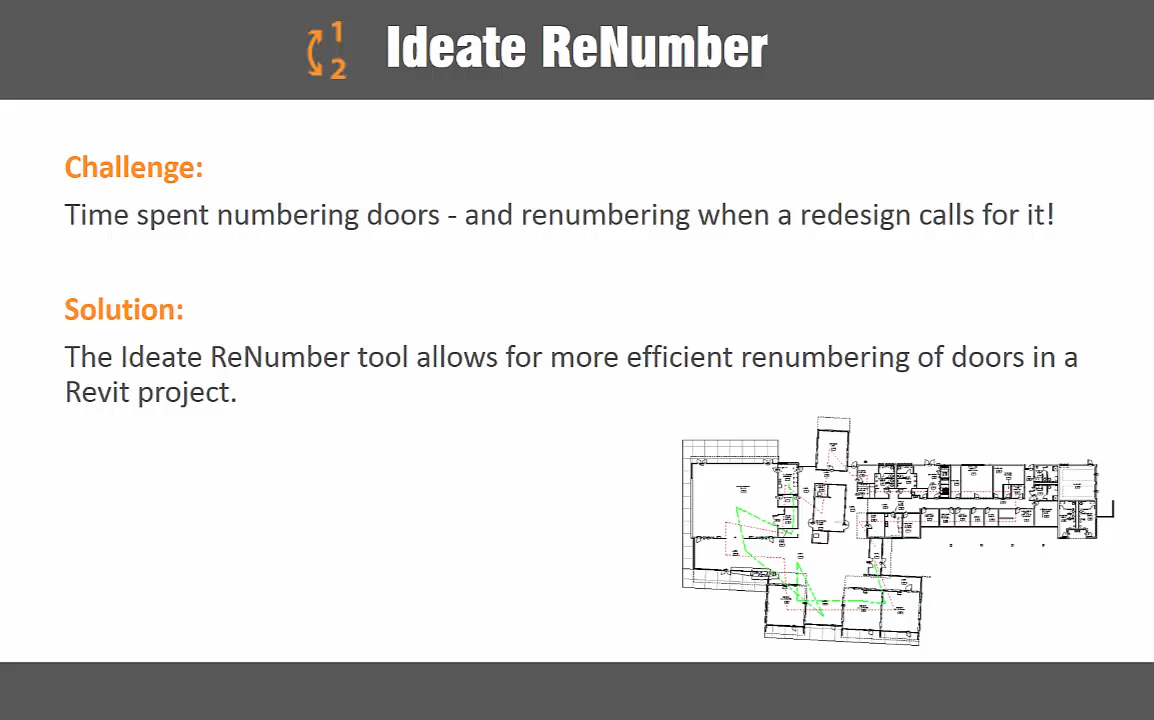 1
2
Ideate ReNumber
Challenge:
Time spent numbering doors - and renumbering when a redesign calls for it!
Solution:
The Ideate ReNumber tool allows for more efficient renumbering of doors in a
Revit project.